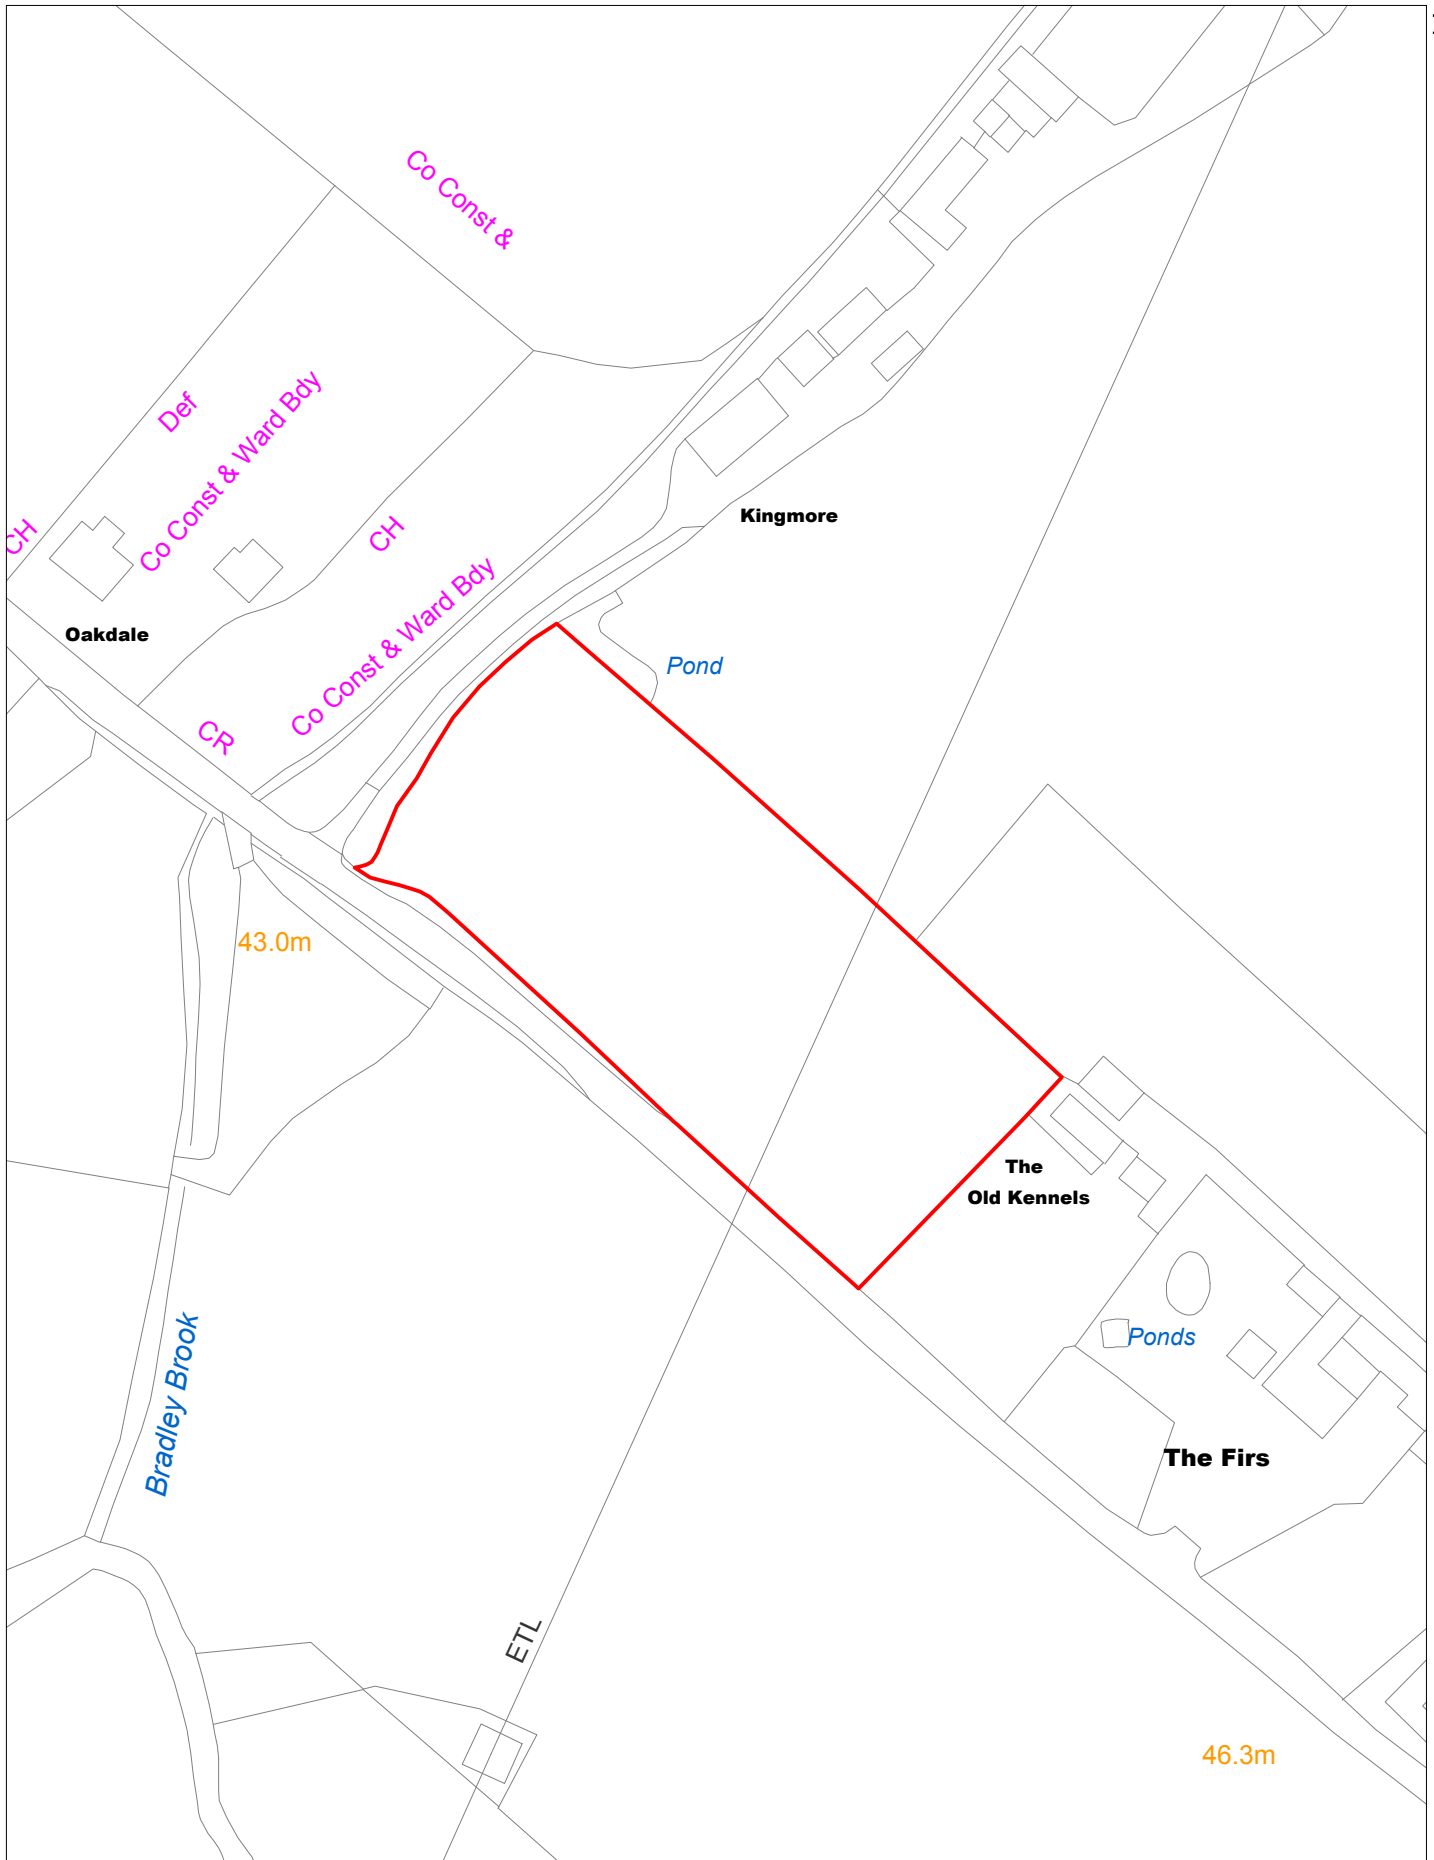 Co Const &
Def
Co Const & Ward Bdy
CH
CH
Kingmore
Co Const & Ward Bdy
Oakdale
Pond
CR
43.0m
The
Old Kennels
Ponds
Bradley Brook
The Firs
ETL
46.3m